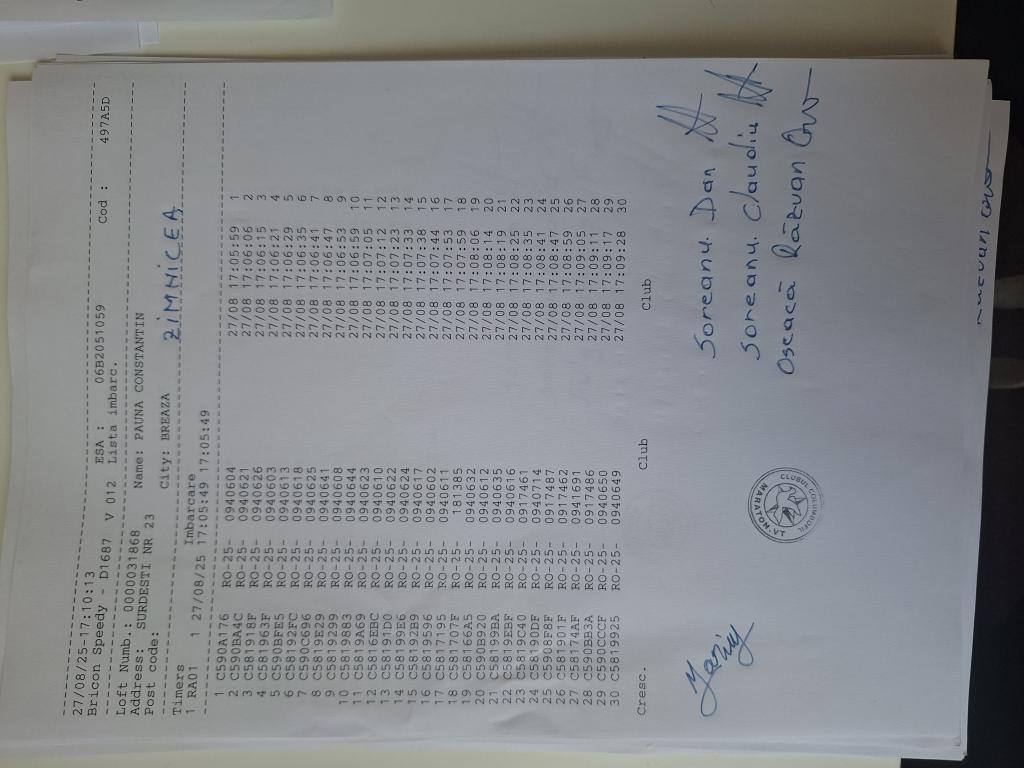 27/08/25-17:10:13
Bricon Speedy - D1687 V 012 ESA : 06B2051059 Cod : 497A5D
Lista imbarc.
Loft Numb.: 0000031868 Name: PAUNA CONSTANTIN
Address: SURDESTI NR 23
Post code: City: BREAZA ZIMNICEA
Timers Imbarcare
1 RA01 1 27/08/25 17:05:49 17:05:49
1 C590A176 RO-25- 0940604 27/08 17:05:59 1
2 C590BA4C RO-25- 0940621 27/08 17:06:06 2
3 C58191BF RO-25- 0940626 27/08 17:06:15 3
4 C581963F RO-25- 0940603 27/08 17:06:21 4
5 C590BFF5 RO-25- 0940613 27/08 17:06:29 5
6 C58192FC RO-25- 0940618 27/08 17:06:35 6
7 C590C696 RO-25- 0940625 27/08 17:06:41 7
8 C5819E29 RO-25- 0940641 27/08 17:06:47 8
9 C5819299 RO-25- 0940608 27/08 17:06:53 9
10 C5819883 RO-25- 0940644 27/08 17:06:59 10
11 C5819A69 RO-25- 0940623 27/08 17:07:05 11
12 C5816EBC RO-25- 0940610 27/08 17:07:12 12
13 C58191D0 RO-25- 0940622 27/08 17:07:23 13
14 C58199E6 RO-25- 0940624 27/08 17:07:33 14
15 C58192B9 RO-25- 0940617 27/08 17:07:38 15
16 C5819596 RO-25- 0940602 27/08 17:07:44 16
17 C5817195 RO-25- 0940611 27/08 17:07:53 17
18 C581707F RO-25- 181385 27/08 17:07:59 18
19 C58166A5 RO-25- 0940632 27/08 17:08:06 19
20 C590B920 RO-25- 0940612 27/08 17:08:14 20
21 C58199BA RO-25- 0940635 27/08 17:08:19 21
22 C5819EBF RO-25- 0940616 27/08 17:08:25 22
23 C5819C40 RO-25- 0917461 27/08 17:08:35 23
24 C58190DF RO-25- 0940714 27/08 17:08:41 24
25 C5908F8F RO-25- 0917487 27/08 17:08:47 25
26 C581901F RO-25- 0917462 27/08 17:08:59 26
27 C58174AF RO-25- 0941691 27/08 17:09:05 27
28 C590BB3A RO-25- 0917486 27/08 17:09:11 28
29 C590CCCF RO-25- 0940650 27/08 17:09:17 29
30 C5819925 RO-25- 0940649 27/08 17:09:28 30
Cresc. Club Club
Soreanu Dan
Soreanu Claudiu
Oseacă Răzvan
CLUBUL COLUMBOFIL
MARATON-VT